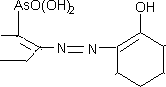 AsO(OH)₂
OH
N=N